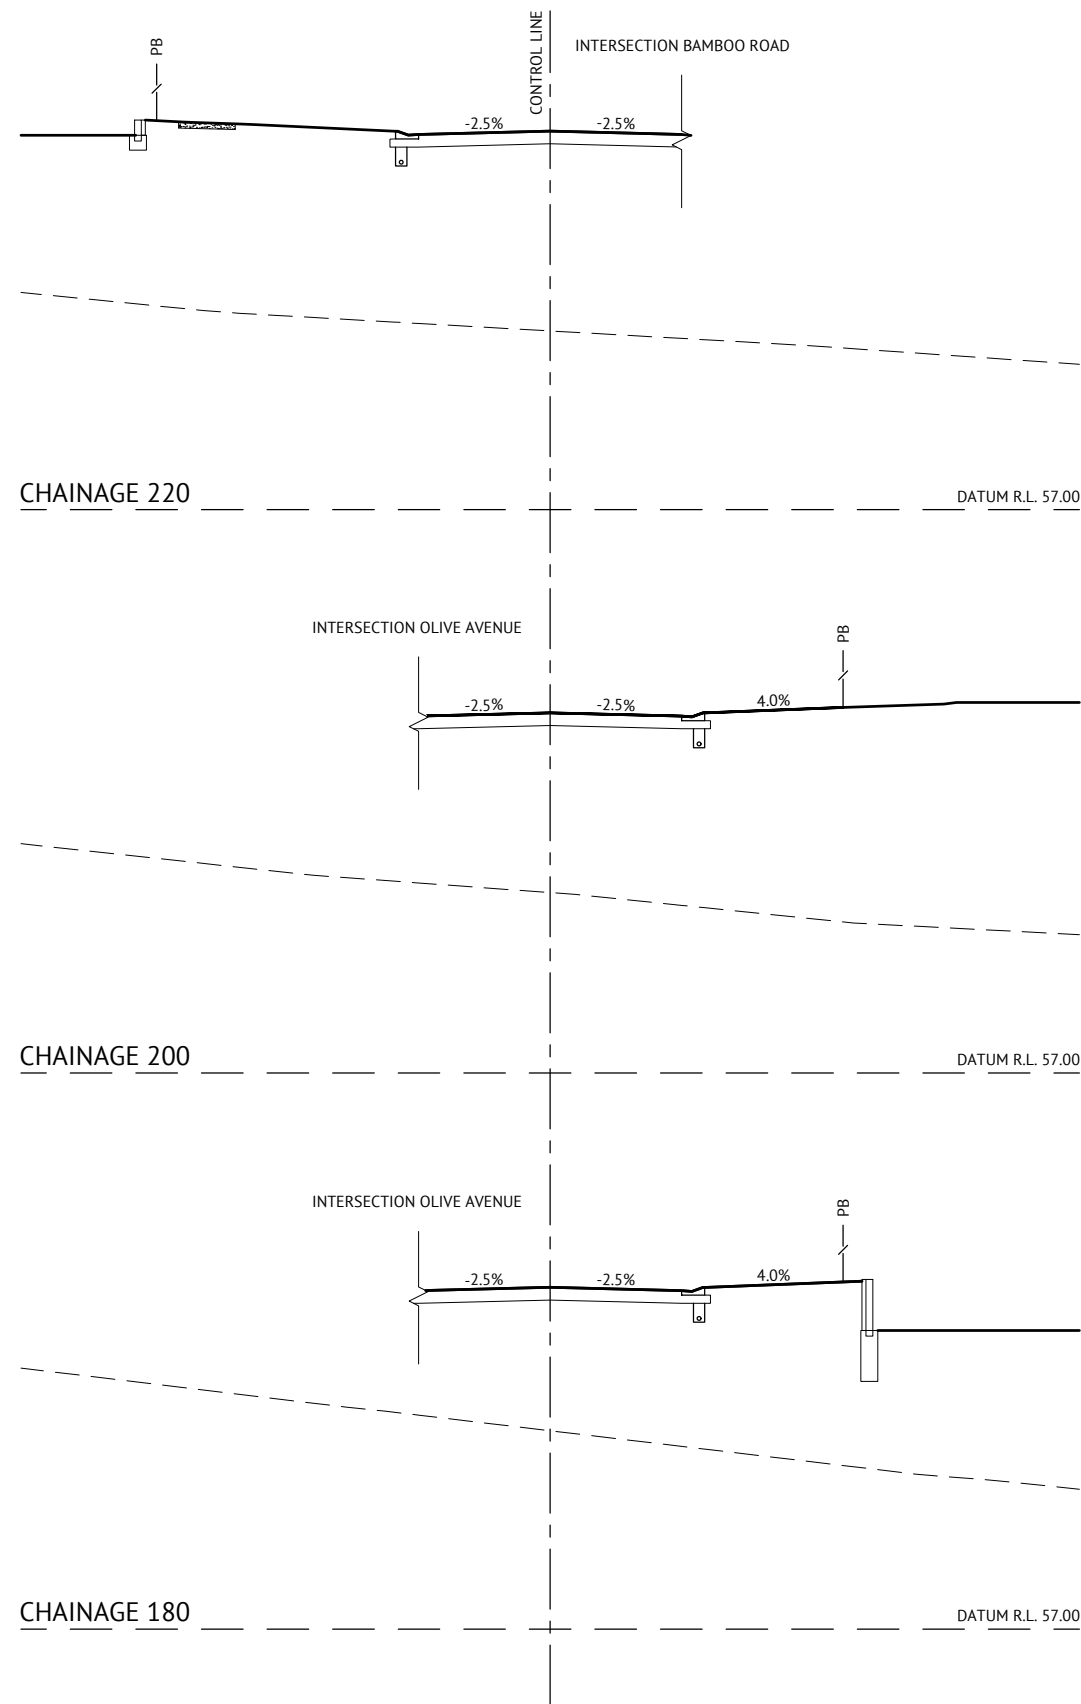 CONTROL LINE
INTERSECTION BAMBOO ROAD
PB
-2.5%
-2.5%
CHAINAGE 220
DATUM R.L. 57.00
INTERSECTION OLIVE AVENUE
PB
-2.5%
-2.5%
4.0%
CHAINAGE 200
DATUM R.L. 57.00
INTERSECTION OLIVE AVENUE
PB
-2.5%
-2.5%
4.0%
CHAINAGE 180
DATUM R.L. 57.00